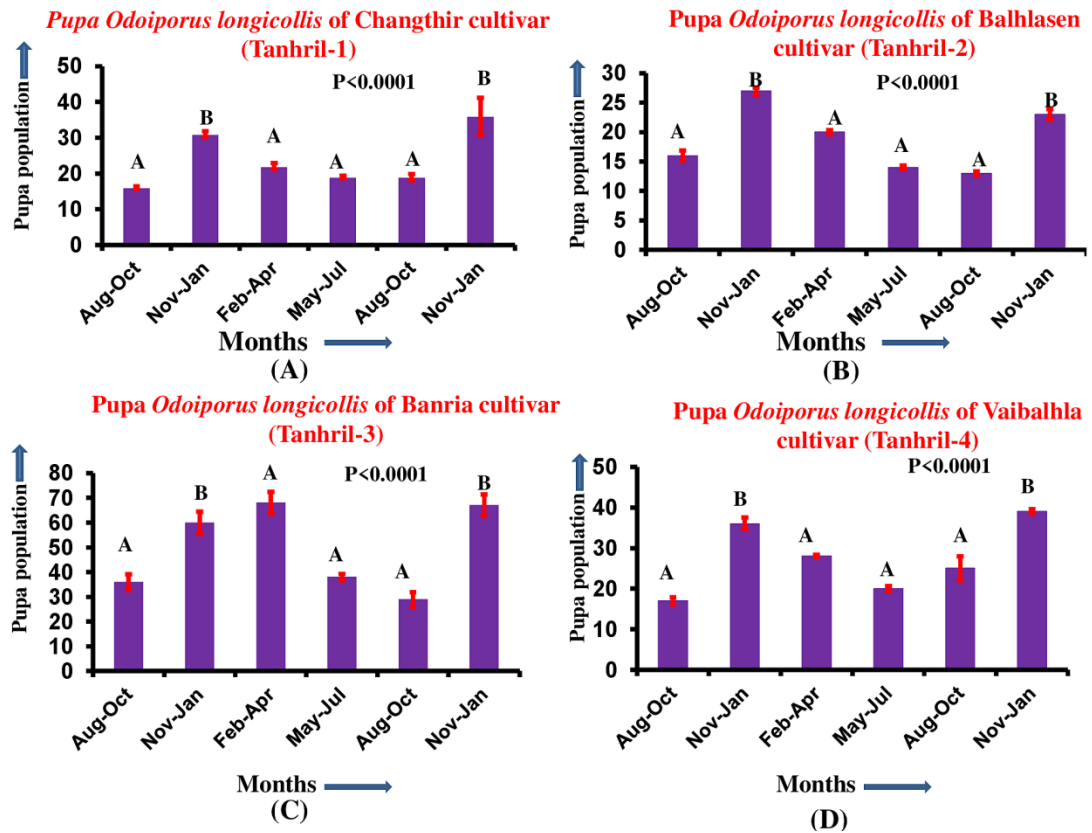 Pupa Odoiporus longicollis of Changthir cultivar
(Tanhril-1)
P<0.0001
Pupa population
50
40
30
20
10
0
A
B
A
A
A
B
Aug-Oct
Nov-Jan
Feb-Apr
May-Jul
Aug-Oct
Nov-Jan
Months
(A)
Pupa Odoiporus longicollis of Balhlasen
cultivar (Tanhril-2)
P<0.0001
Pupa population
30
25
20
15
10
5
0
A
B
A
A
A
B
Aug-Oct
Nov-Jan
Feb-Apr
May-Jul
Aug-Oct
Nov-Jan
Months
(B)
Pupa Odoiporus longicollis of Banria cultivar
(Tanhril-3)
P<0.0001
Pupa population
80
70
60
50
40
30
20
10
0
A
B
A
A
A
B
Aug-Oct
Nov-Jan
Feb-Apr
May-Jul
Aug-Oct
Nov-Jan
Months
(C)
Pupa Odoiporus longicollis of Vaibalhla
cultivar (Tanhril-4)
P<0.0001
Pupa population
50
40
30
20
10
0
A
B
A
A
A
B
Aug-Oct
Nov-Jan
Feb-Apr
May-Jul
Aug-Oct
Nov-Jan
Months
(D)